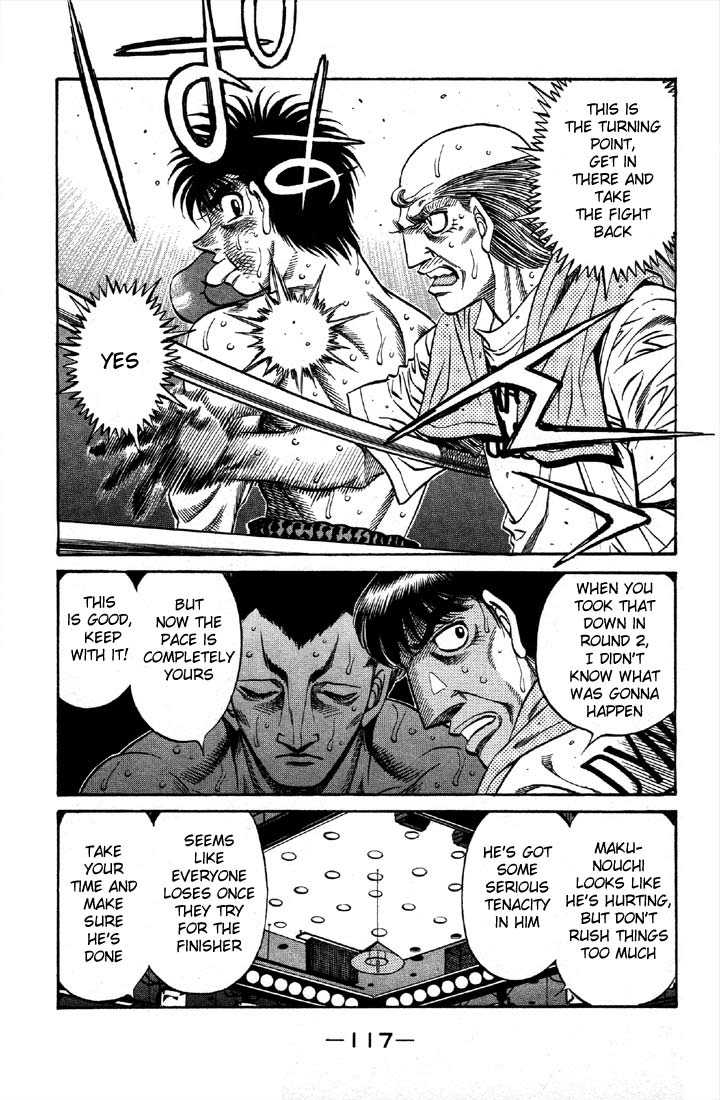 THIS IS
THE TURNING
POINT,
GET IN
THERE AND
TAKE
THE FIGHT
BACK
YES
WHEN YOU
TOOK THAT
DOWN IN
ROUND 2,
I DIDN'T
KNOW WHAT
WAS GONNA
HAPPEN
BUT
NOW THE
PACE IS
COMPLETELY
YOURS
THIS
IS GOOD,
KEEP
WITH IT!
MAKU-
NOUCHI
LOOKS LIKE
HE'S HURTING,
BUT DON'T
RUSH THINGS
TOO MUCH
HE'S GOT
SOME
SERIOUS
TENACITY
IN HIM
SEEMS
LIKE
EVERYONE
LOSES ONCE
THEY TRY
FOR THE
FINISHER
TAKE
YOUR
TIME AND
MAKE
SURE
HE'S
DONE
—117—